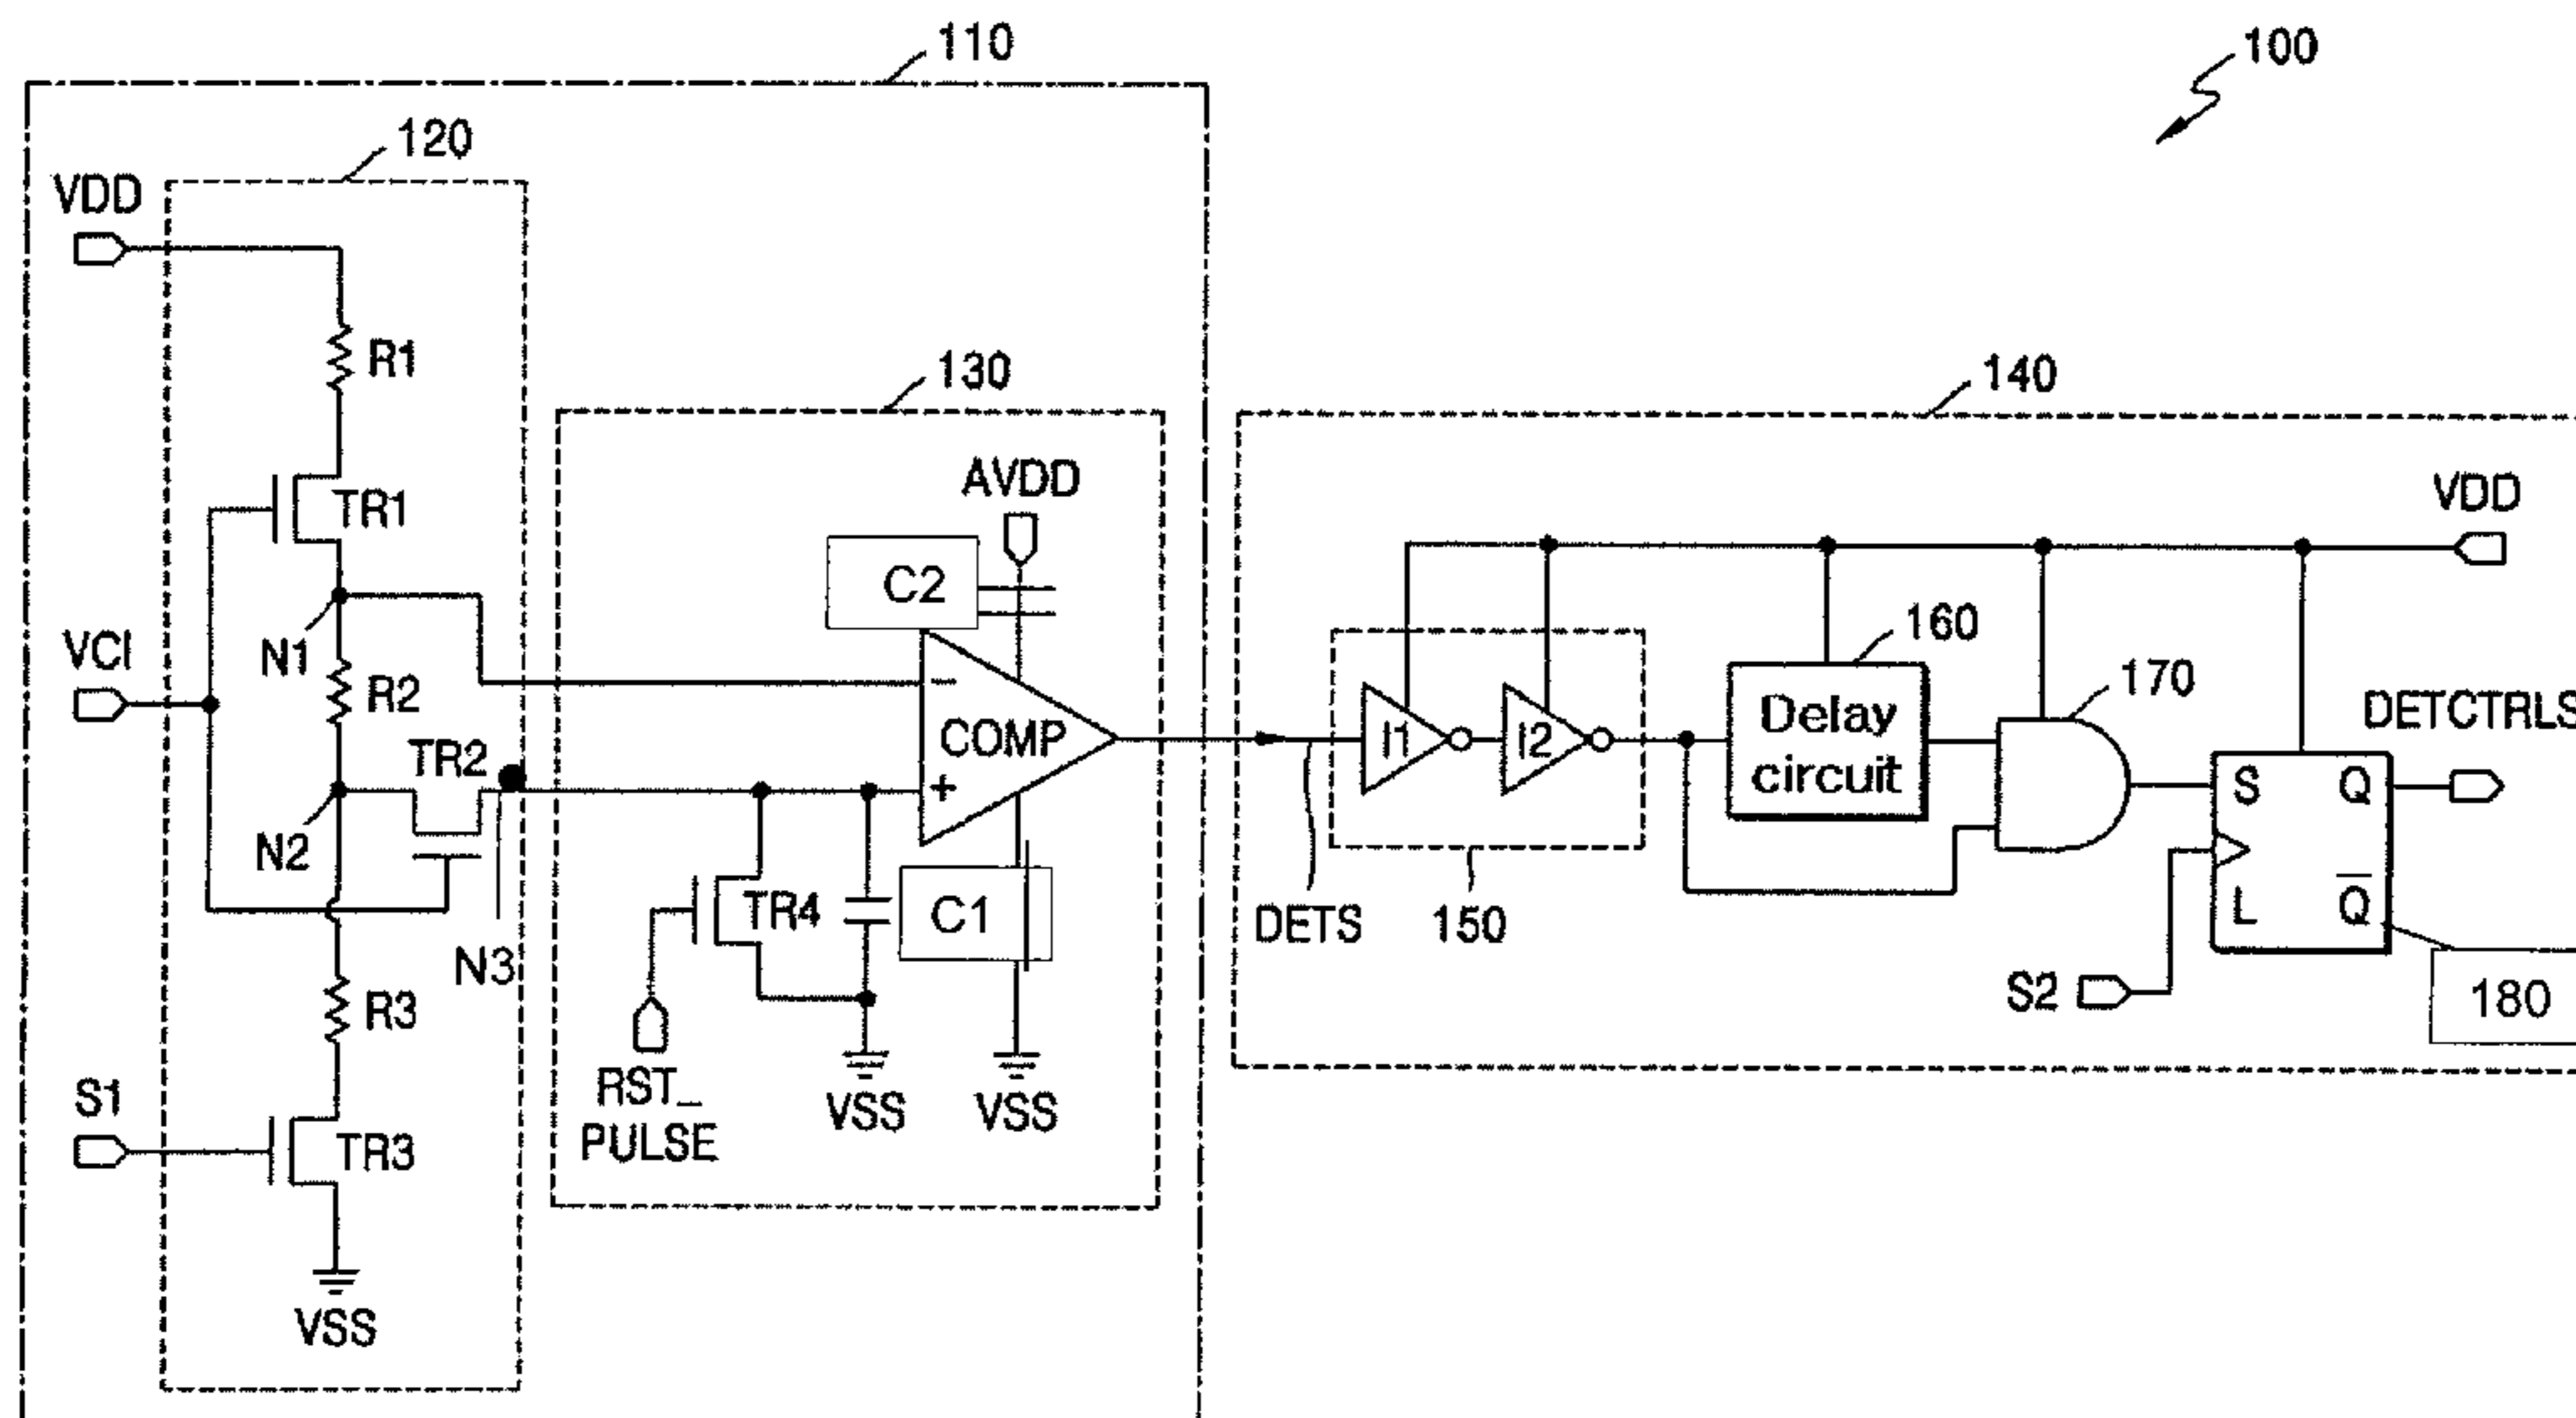 110
100
120
VDD
R1
130
140
AVDD
VDD
TR1
C2
160
N1
VCI
R2
170
DETCTRLS
TR2
COMP
-
+
I1
I2
Delay
circuit
S
Q
N2
TR4
C1
DETS
150
L
Q̅
N3
R3
S2
180
RST_
PULSE
VSS
VSS
S1
TR3
VSS